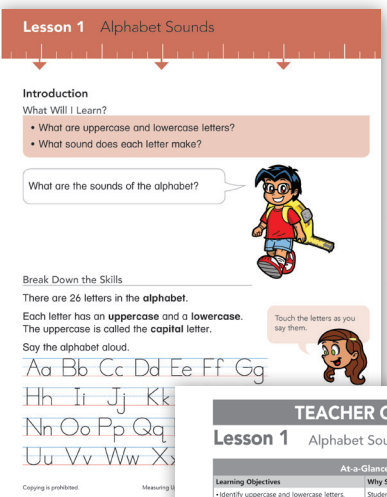 Lesson 1 Alphabet Sounds
Introduction
What Will I Learn?
• What are uppercase and lowercase letters?
• What sound does each letter make?
What are the sounds of the alphabet?
Break Down the Skills
There are 26 letters in the alphabet.
Each letter has an uppercase and a lowercase.
The uppercase is called the capital letter.
Touch the letters as you
say them.
Say the alphabet aloud.
Aa Bb Cc Dd Ee Ff Gg
Hh Ii Jj Kk
Nn Oo Pp Qq
Uu Vv Ww Xx
Copying is prohibited.
Measuring U
TEACHER
Lesson 1 Alphabet Sou
At-a-Glance
Learning Objectives
Why S
•Identify uppercase and lowercase letters.
Studen